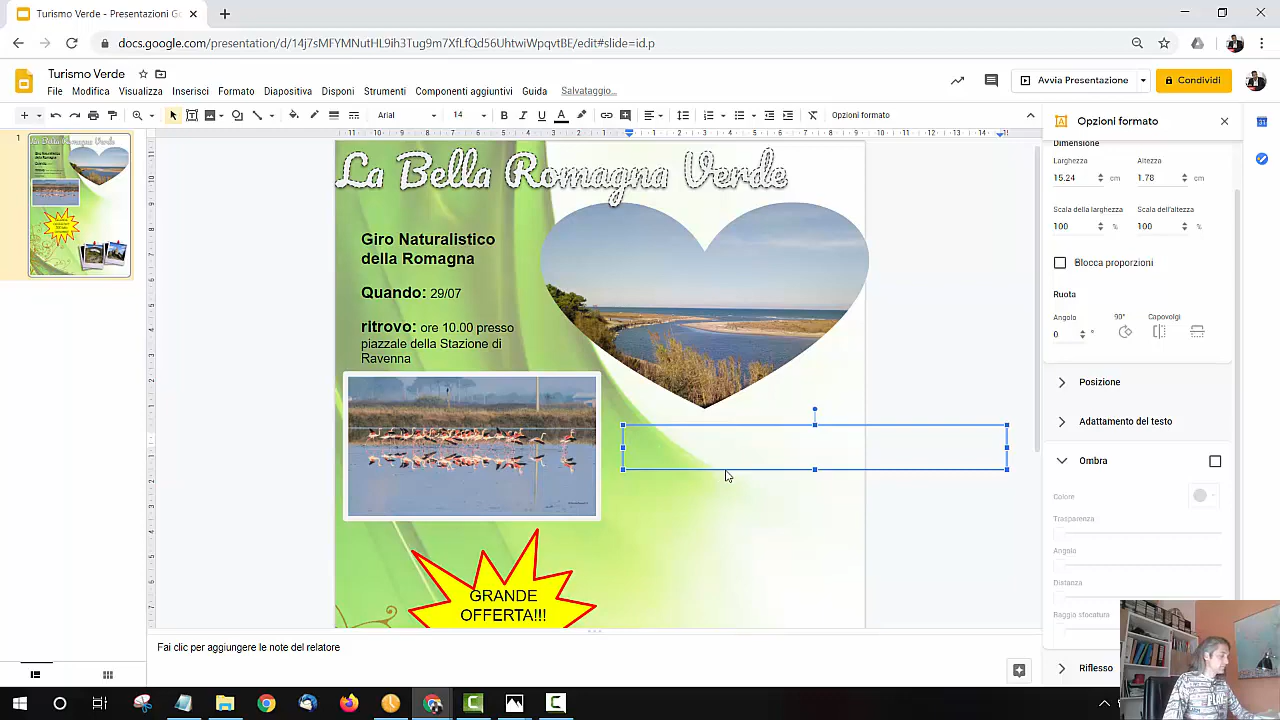 Turismo Verde - Presentazioni G
docs.google.com/presentation/d/14j7sMFYMNutHL9ih3Tug9m7XfLfQd56UhtwiWpqvtBE/edit#slide=id.p
Turismo Verde
File Modifica Visualizza Inserisci Formato Diapositiva Disponi Strumenti Componenti aggiuntivi Guida Salvataggio...
Avvia Presentazione
Condividi
Arial 14 Opzioni formato
Opzioni formato
Dimensione
Larghezza Altezza
15.24 cm 1.78 cm
Scala della larghezza Scala dell'altezza
100 % 100 %
Blocca proporzioni
Ruota
Angolo 90° Capovolgi
0 °
Posizione
Adattamento del testo
Ombra
Colore
Trasparenza
Angolo
Distanza
Raggio sfocatura
Riflesso
1
La Bella Romagna Verde
Giro Naturalistico
della Romagna
Quando: 29/07
ritrovo: ore 10.00 presso
piazzale della Stazione di
Ravenna
GRANDE
OFFERTA!!!
Fai clic per aggiungere le note del relatore